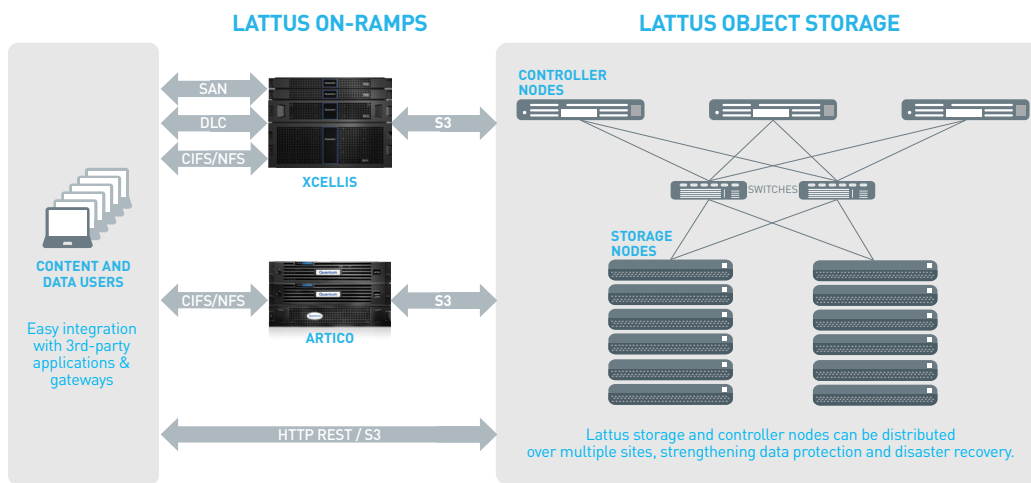 LATTUS ON-RAMPS
LATTUS OBJECT STORAGE
SAN
DLC
CIFS/NFS
S3
XCELLIS
CONTENT AND
DATA USERS
Easy integration
with 3rd-party
applications &
gateways
CIFS/NFS
Quantum
Quantum
S3
ARTICO
HTTP REST / S3
CONTROLLER
NODES
SWITCHES
STORAGE
NODES
Lattus storage and controller nodes can be distributed
over multiple sites, strengthening data protection and disaster recovery.